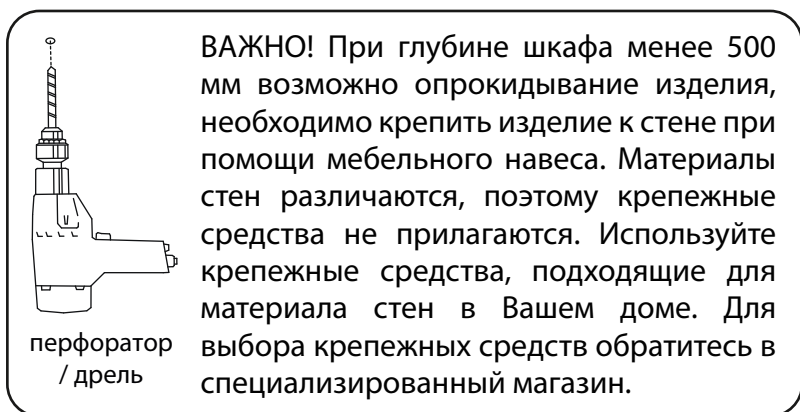 ВАЖНО! При глубине шкафа менее 500
мм возможно опрокидывание изделия,
необходимо крепить изделие к стене при
помощи мебельного навеса. Материалы
стен различаются, поэтому крепежные
средства не прилагаются. Используйте
крепежные средства, подходящие для
материала стен в Вашем доме. Для
выбора крепежных средств обратитесь в
специализированный магазин.
перфоратор
/ дрель